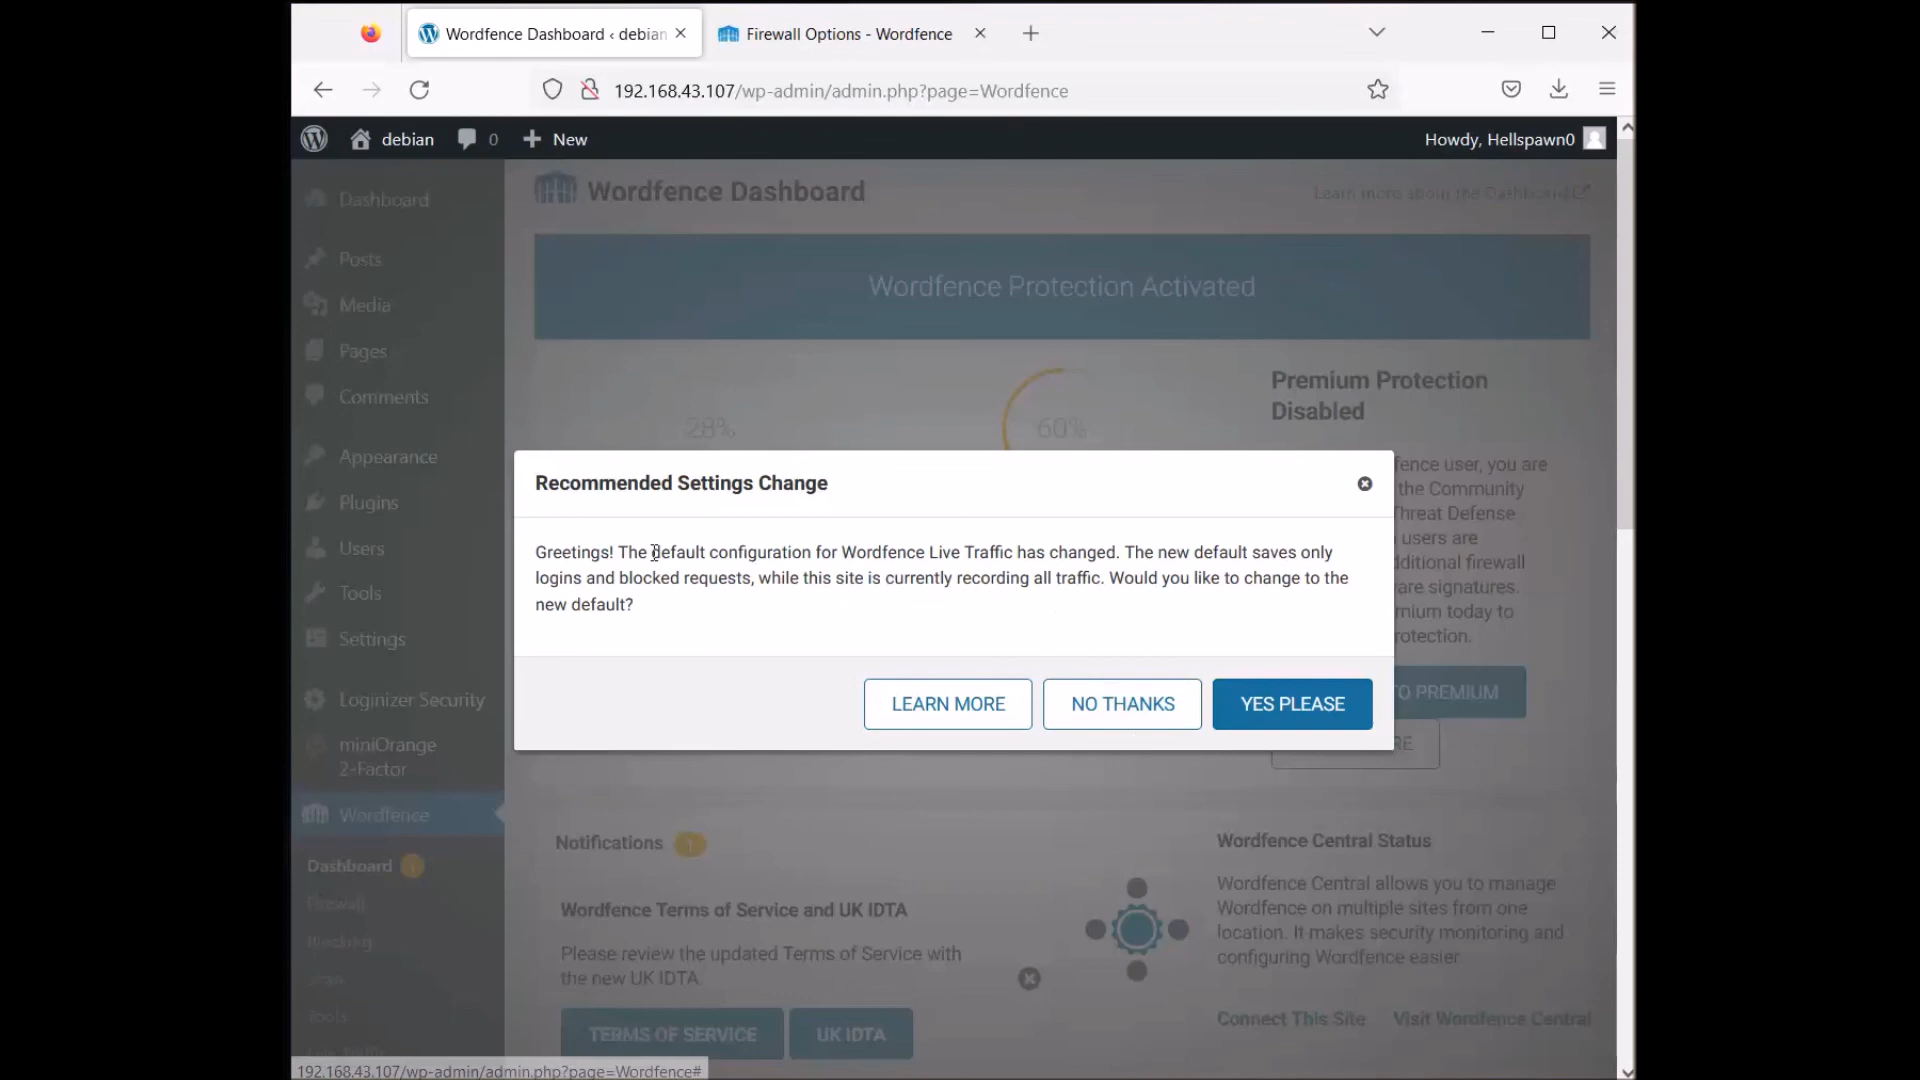 Wordfence Dashboard ‹ debian
Firewall Options - Wordfence
192.168.43.107/wp-admin/admin.php?page=Wordfence
debian
0
New
Howdy, Hellspawn0
Dashboard
Posts
Media
Pages
Comments
Appearance
Plugins
Users
Tools
Settings
Loginizer Security
miniOrange
2-Factor
Wordfence
Dashboard 1
Firewall
Blocking
Scan
Tools
Wordfence Dashboard
Learn more about the Dashboard
Wordfence Protection Activated
28%
60%
Premium Protection
Disabled
fence user, you are
the Community
Threat Defense
users are
ditional firewall
are signatures.
mium today to
rotection.
TO PREMIUM
RE
Recommended Settings Change
Greetings! The default configuration for Wordfence Live Traffic has changed. The new default saves only
logins and blocked requests, while this site is currently recording all traffic. Would you like to change to the
new default?
LEARN MORE
NO THANKS
YES PLEASE
Notifications 1
Wordfence Terms of Service and UK IDTA
Please review the updated Terms of Service with
the new UK IDTA.
TERMS OF SERVICE
UK IDTA
Wordfence Central Status
Wordfence Central allows you to manage
Wordfence on multiple sites from one
location. It makes security monitoring and
configuring Wordfence easier.
Connect This Site
Visit Wordfence Central
192.168.43.107/wp-admin/admin.php?page=Wordfence#